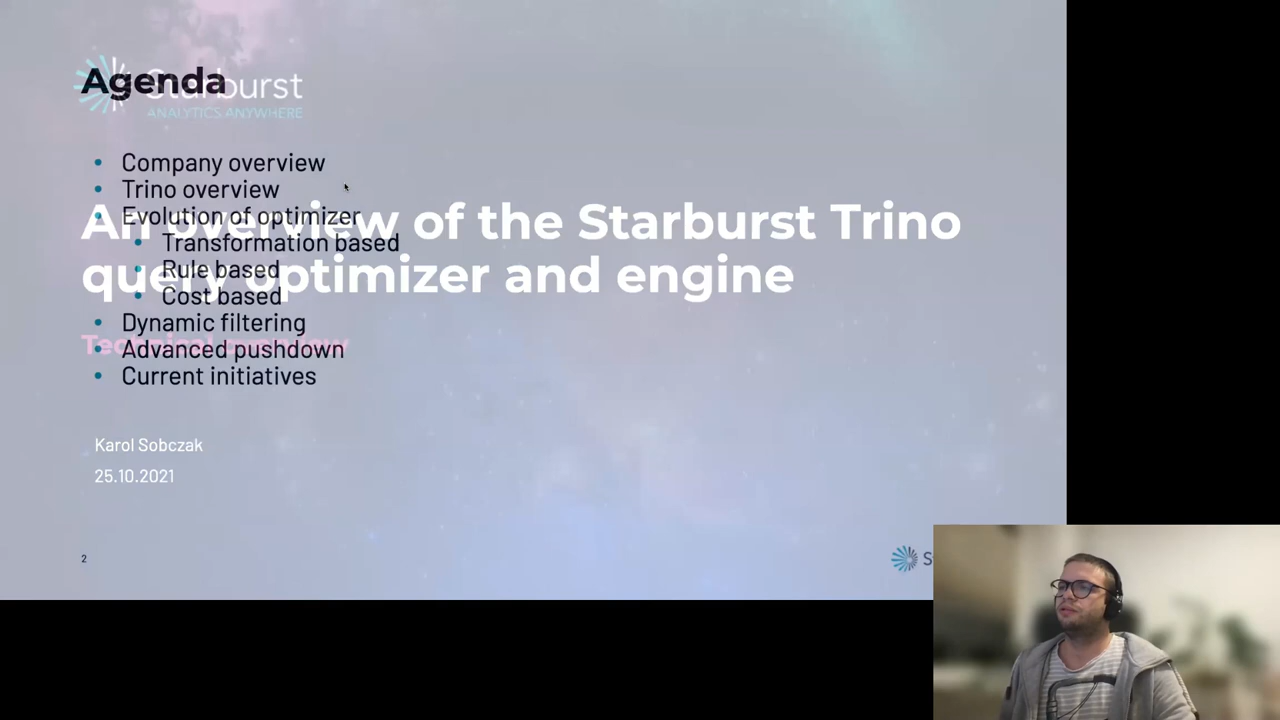 Agenda
Starburst
ANALYTICS ANYWHERE
• Company overview
• Trino overview
• Evolution of optimizer
• Transformation based
• Rule based
• Cost based
• Dynamic filtering
• Advanced pushdown
• Current initiatives
An overview of the Starburst Trino
query optimizer and engine
Technical overview
Karol Sobczak
25.10.2021
2